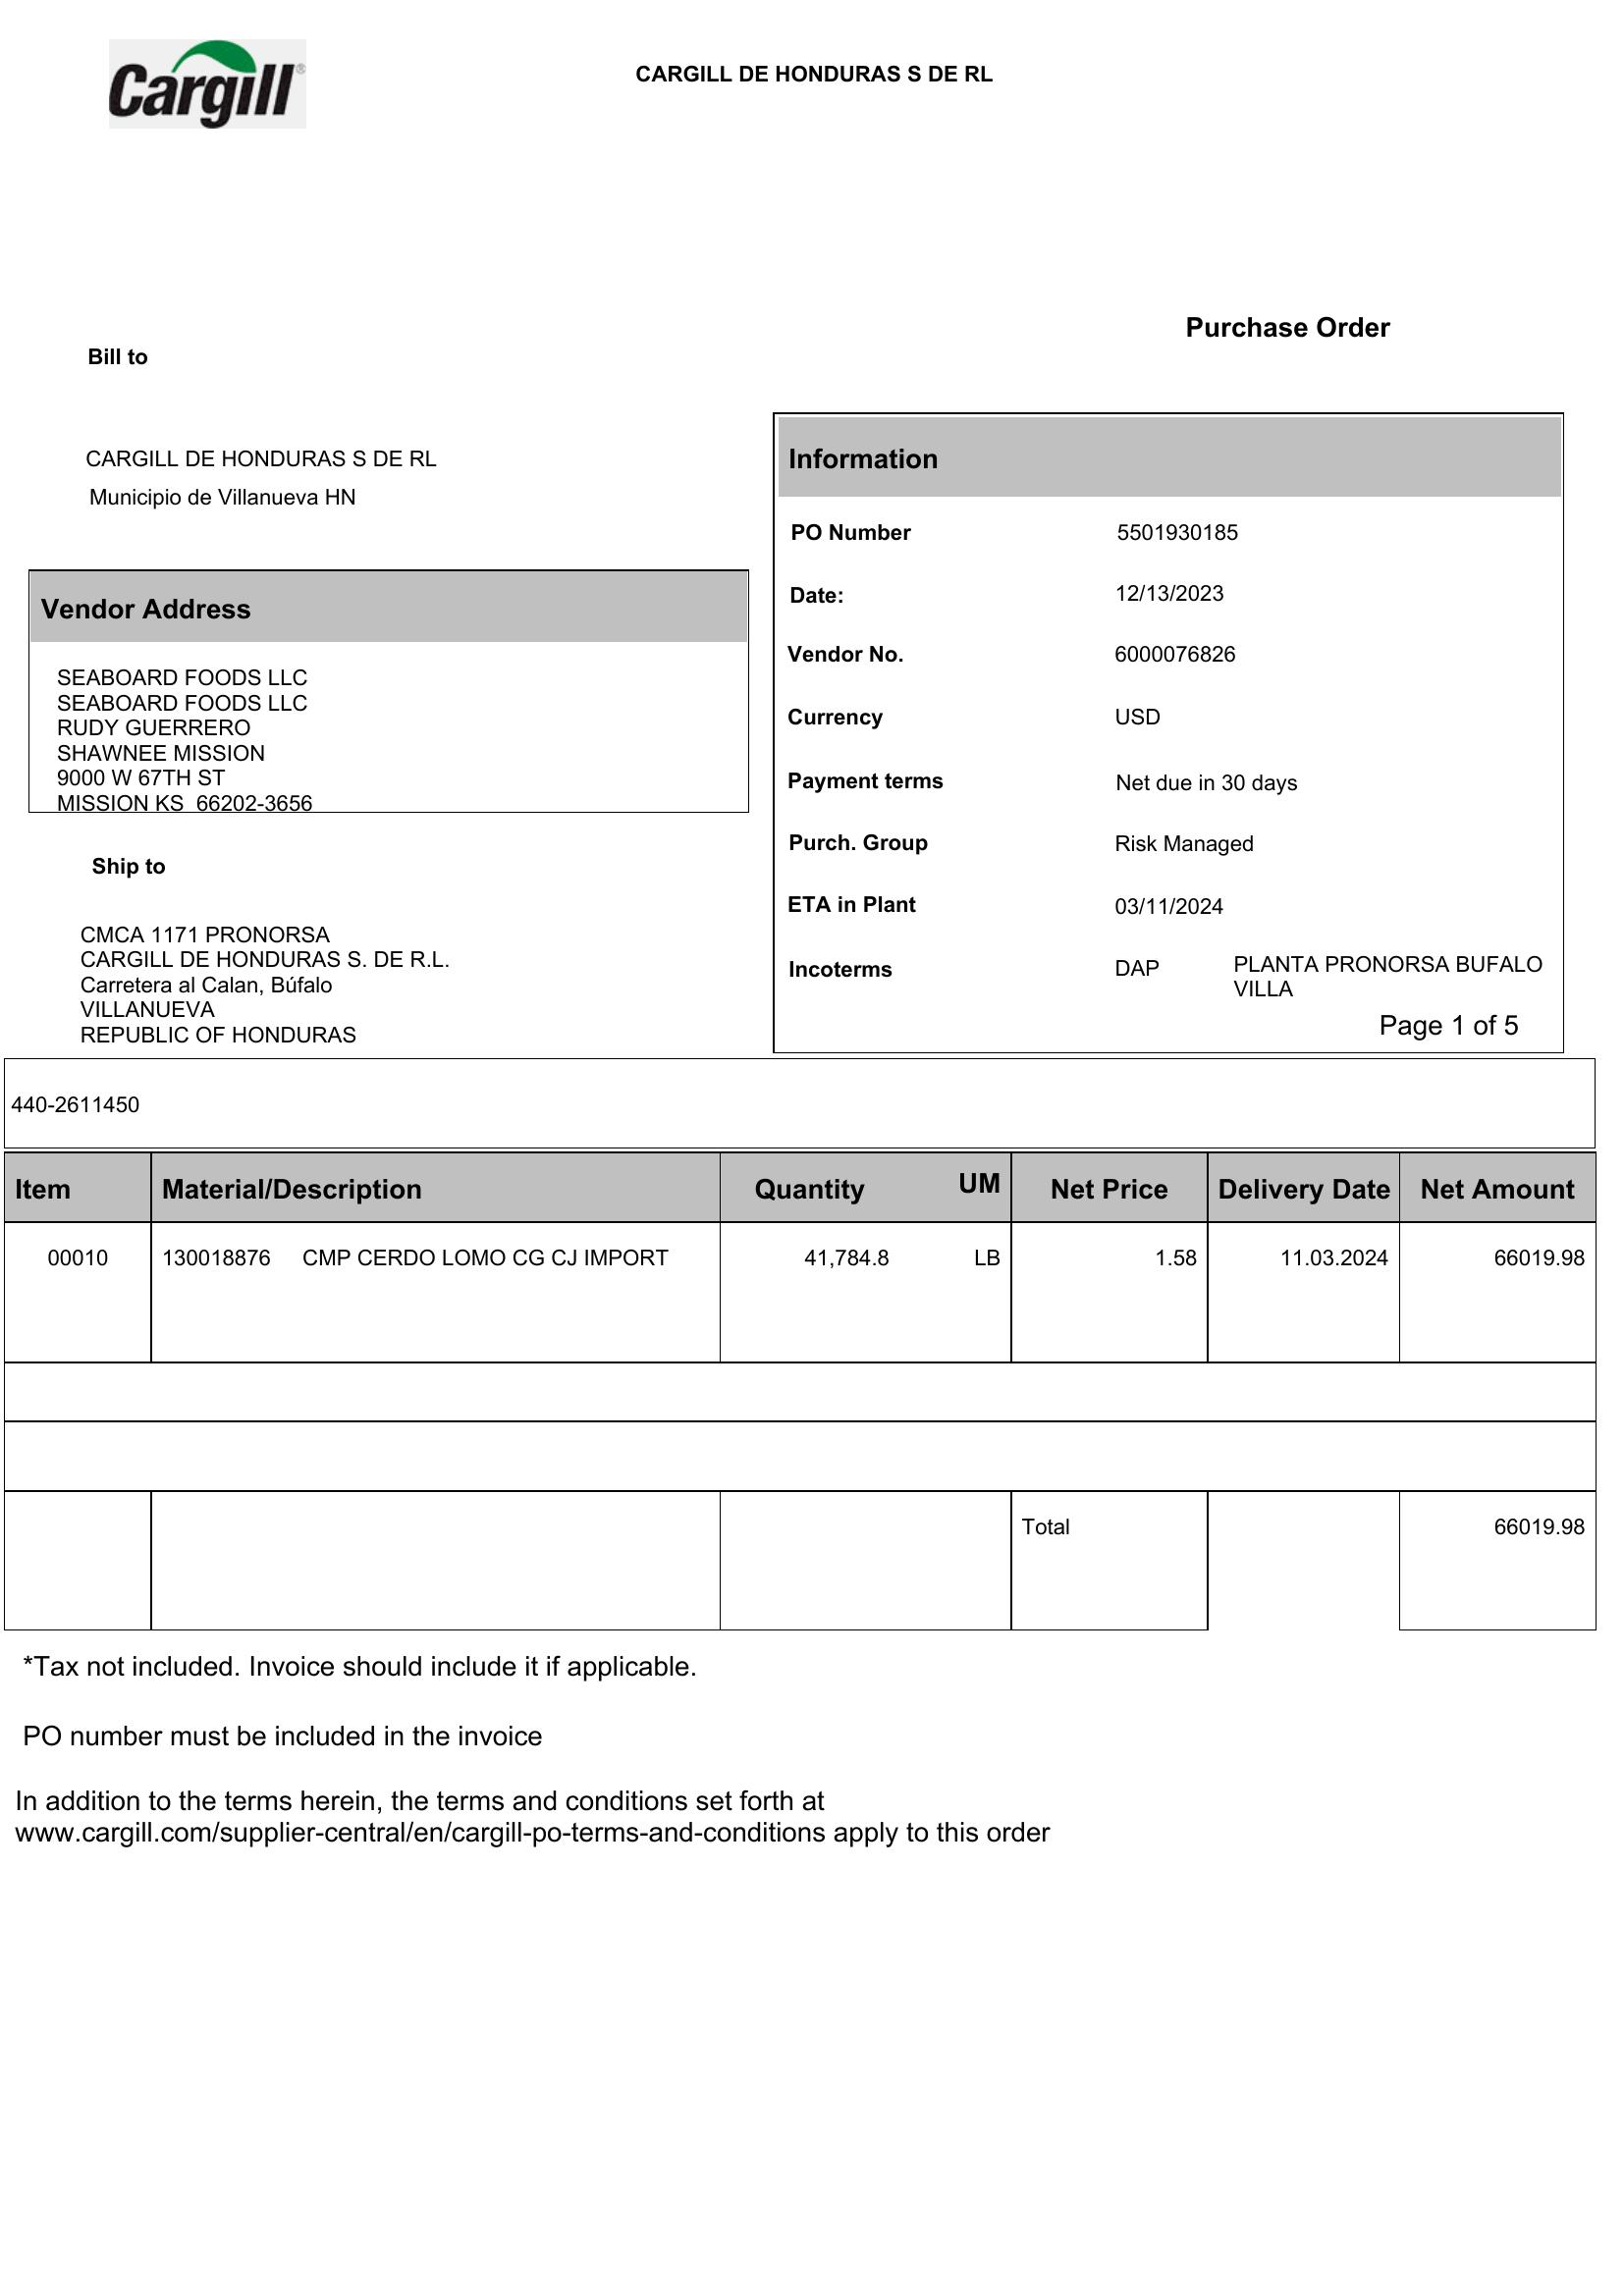 Cargill®
CARGILL DE HONDURAS S DE RL
Purchase Order
Bill to
CARGILL DE HONDURAS S DE RL
Municipio de Villanueva HN
Vendor Address
SEABOARD FOODS LLC
SEABOARD FOODS LLC
RUDY GUERRERO
SHAWNEE MISSION
9000 W 67TH ST
MISSION KS  66202-3656
Ship to
CMCA 1171 PRONORSA
CARGILL DE HONDURAS S. DE R.L.
Carretera al Calan, Búfalo
VILLANUEVA
REPUBLIC OF HONDURAS
Information
PO Number 5501930185
Date: 12/13/2023
Vendor No. 6000076826
Currency USD
Payment terms Net due in 30 days
Purch. Group Risk Managed
ETA in Plant 03/11/2024
Incoterms DAP PLANTA PRONORSA BUFALO
VILLA
Page 1 of 5
440-2611450
Item Material/Description Quantity UM Net Price Delivery Date Net Amount
00010 130018876 CMP CERDO LOMO CG CJ IMPORT 41,784.8 LB 1.58 11.03.2024 66019.98
Total 66019.98
*Tax not included. Invoice should include it if applicable.
PO number must be included in the invoice
In addition to the terms herein, the terms and conditions set forth at
www.cargill.com/supplier-central/en/cargill-po-terms-and-conditions apply to this order